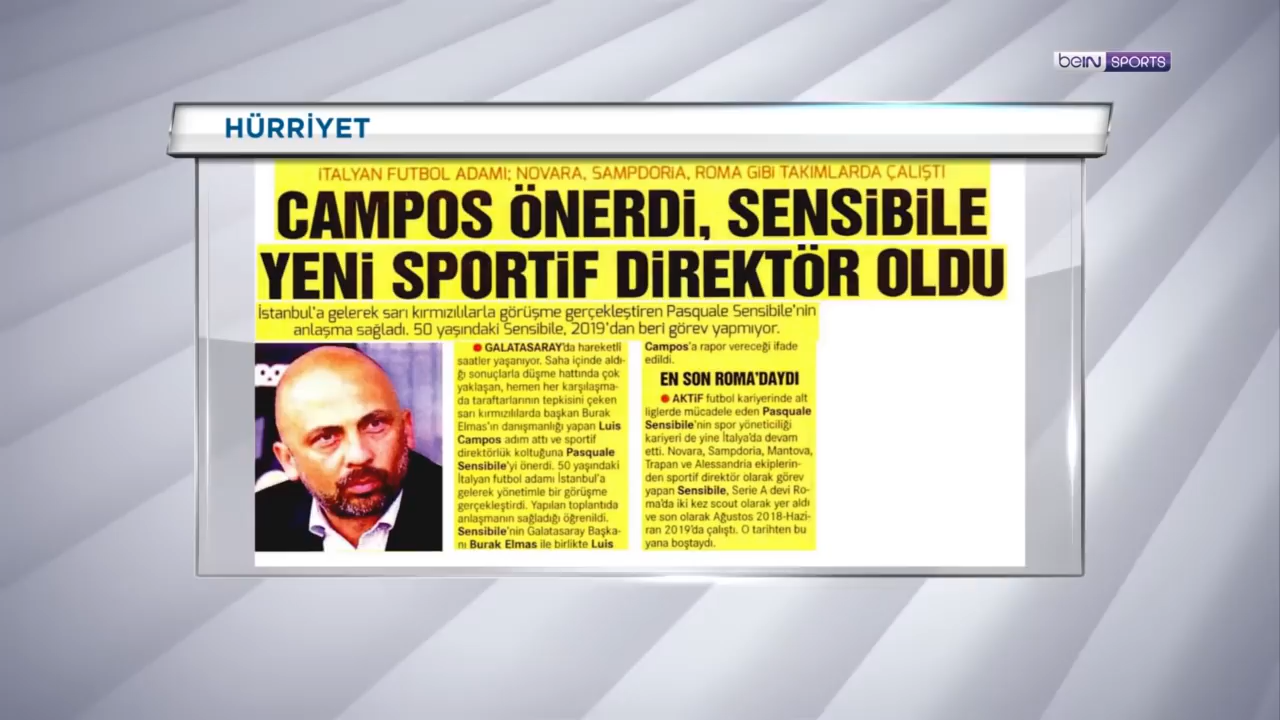 beIN SPORTS
HÜRRİYET
İTALYAN FUTBOL ADAMI; NOVARA, SAMPDORIA, ROMA GİBİ TAKIMLARDA ÇALIŞTI
CAMPOS ÖNERDİ, SENSİBİLE
YENİ SPORTİF DİREKTÖR OLDU
İstanbul'a gelerek sarı kırmızılılarla görüşme gerçekleştiren Pasquale Sensibile'nin
anlaşma sağladı. 50 yaşındaki Sensibile, 2019'dan beri görev yapmıyor.
GALATASARAY'da hareketli
saatler yaşanıyor. Saha içinde aldı-
ğı sonuçlarla düşme hattında çok
yaklaşan, hemen her karşılaşma-
da taraftarlarının tepkisini çeken
sarı kırmızılılarda başkan Burak
Elmas'ın danışmanlığı yapan Luis
Campos adım attı ve sportif
direktörlük koltuğuna Pasquale
Sensibile'yi önerdi. 50 yaşındaki
İtalyan futbol adamı İstanbul'a
gelerek yönetimle bir görüşme
gerçekleştirdi. Yapılan toplantıda
anlaşmanın sağladığı öğrenildi.
Sensibile'nin Galatasaray Başka-
nı Burak Elmas ile birlikte Luis
Campos'a rapor vereceği ifade
edildi.
EN SON ROMA'DAYDI
AKTİF futbol kariyerinde alt
liglerde mücadele eden Pasquale
Sensibile'nin spor yöneticiliği
kariyeri de yine İtalya'da devam
etti. Novara, Sampdoria, Mantova,
Trapan ve Alessandria ekiplerin-
den sportif direktör olarak görev
yapan Sensibile, Serie A devi Ro-
ma'da iki kez scout olarak yer aldı
ve son olarak Ağustos 2018-Hazi-
ran 2019'da çalıştı. O tarihten bu
yana boştaydı.